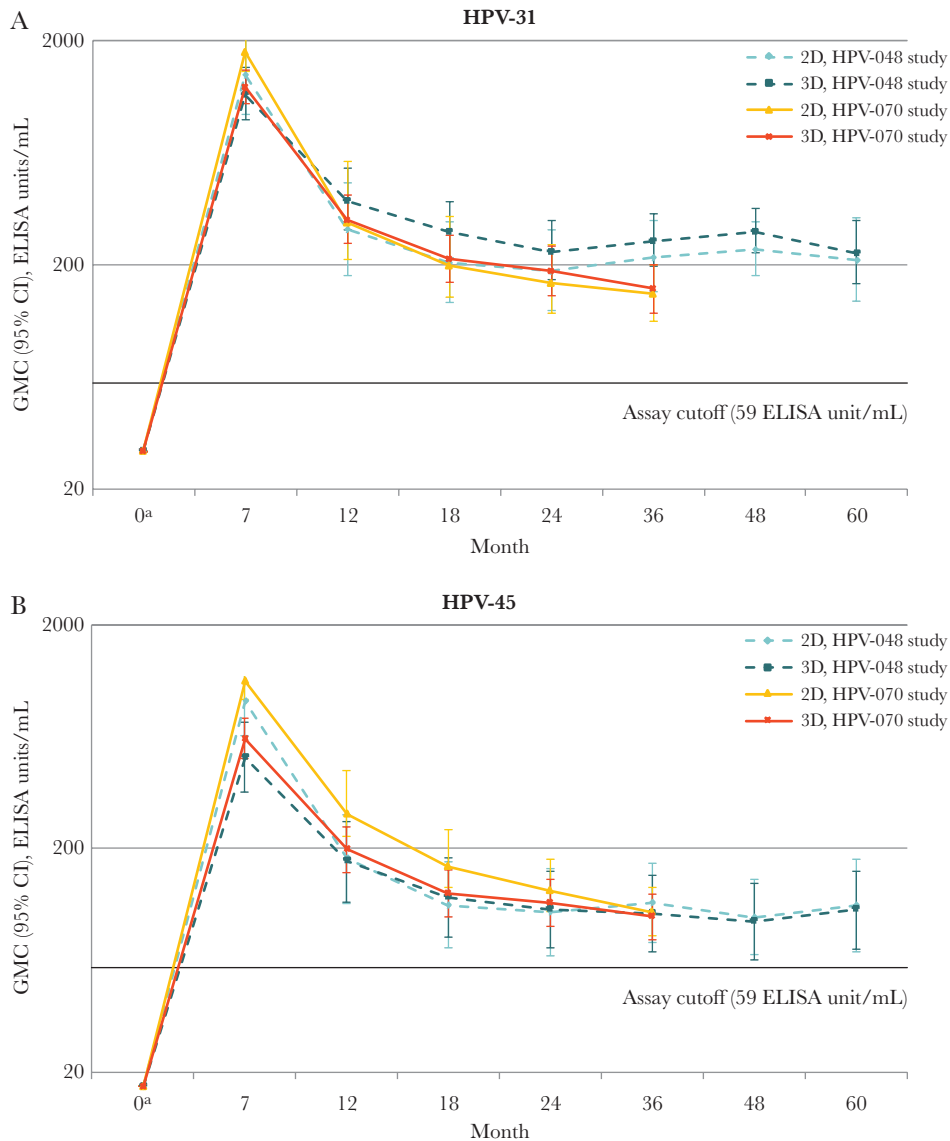 A
HPV-31
2000
200
20
GMC (95% CI), ELISA units/mL
2D, HPV-048 study
3D, HPV-048 study
2D, HPV-070 study
3D, HPV-070 study
Assay cutoff (59 ELISA unit/mL)
0ᵃ 7 12 18 24 36 48 60
Month
B
HPV-45
2000
200
20
GMC (95% CI), ELISA units/mL
2D, HPV-048 study
3D, HPV-048 study
2D, HPV-070 study
3D, HPV-070 study
Assay cutoff (59 ELISA unit/mL)
0ᵃ 7 12 18 24 36 48 60
Month